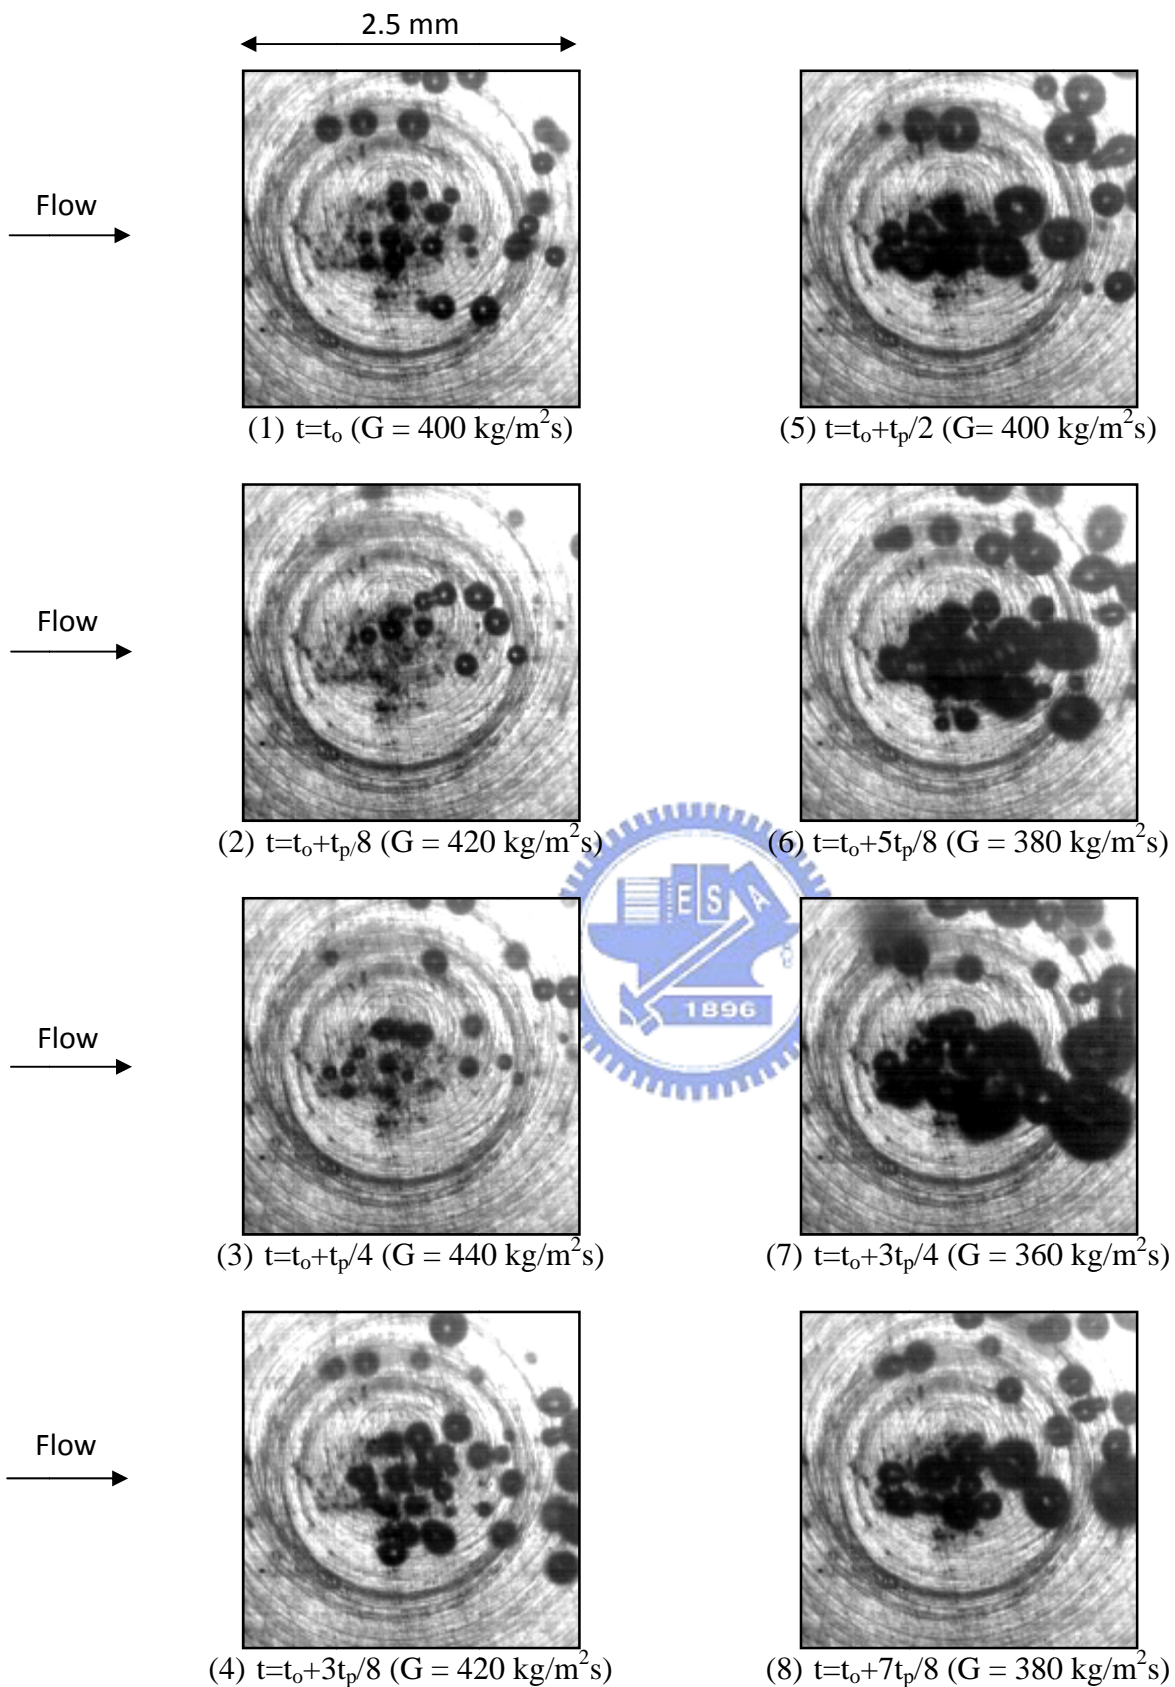 2.5 mm
Flow
(1) t=tₒ (G = 400 kg/m²s)
(5) t=tₒ+tₚ/2 (G= 400 kg/m²s)
Flow
(2) t=tₒ+tₚ/8 (G = 420 kg/m²s)
(6) t=tₒ+5tₚ/8 (G = 380 kg/m²s)
E S A
1896
Flow
(3) t=tₒ+tₚ/4 (G = 440 kg/m²s)
(7) t=tₒ+3tₚ/4 (G = 360 kg/m²s)
Flow
(4) t=tₒ+3tₚ/8 (G = 420 kg/m²s)
(8) t=tₒ+7tₚ/8 (G = 380 kg/m²s)